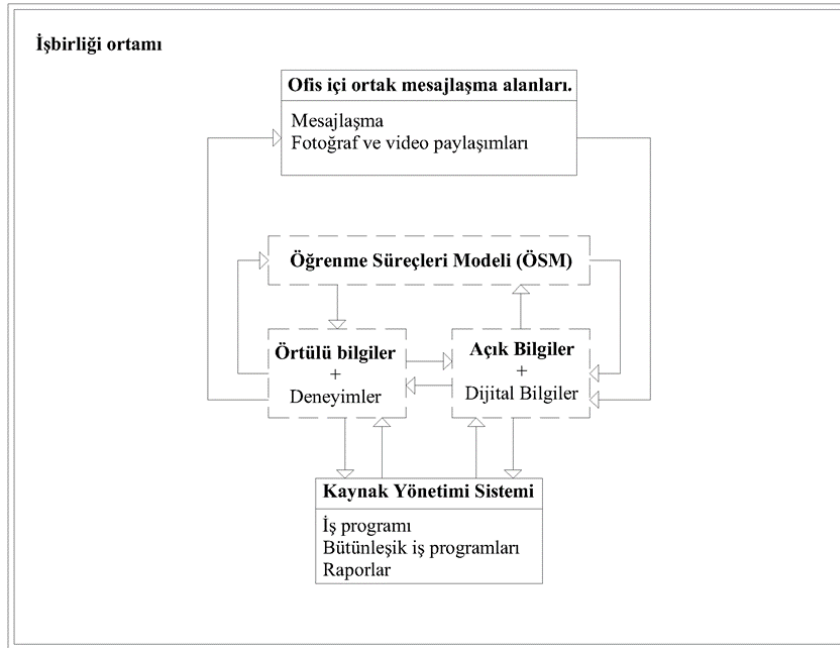 İşbirliği ortamı
Ofis içi ortak mesajlaşma alanları.
Mesajlaşma
Fotoğraf ve video paylaşımları
Öğrenme Süreçleri Modeli (ÖSM)
Örtülü bilgiler
+
Deneyimler
Açık Bilgiler
+
Dijital Bilgiler
Kaynak Yönetimi Sistemi
İş programı
Bütünleşik iş programları
Raporlar